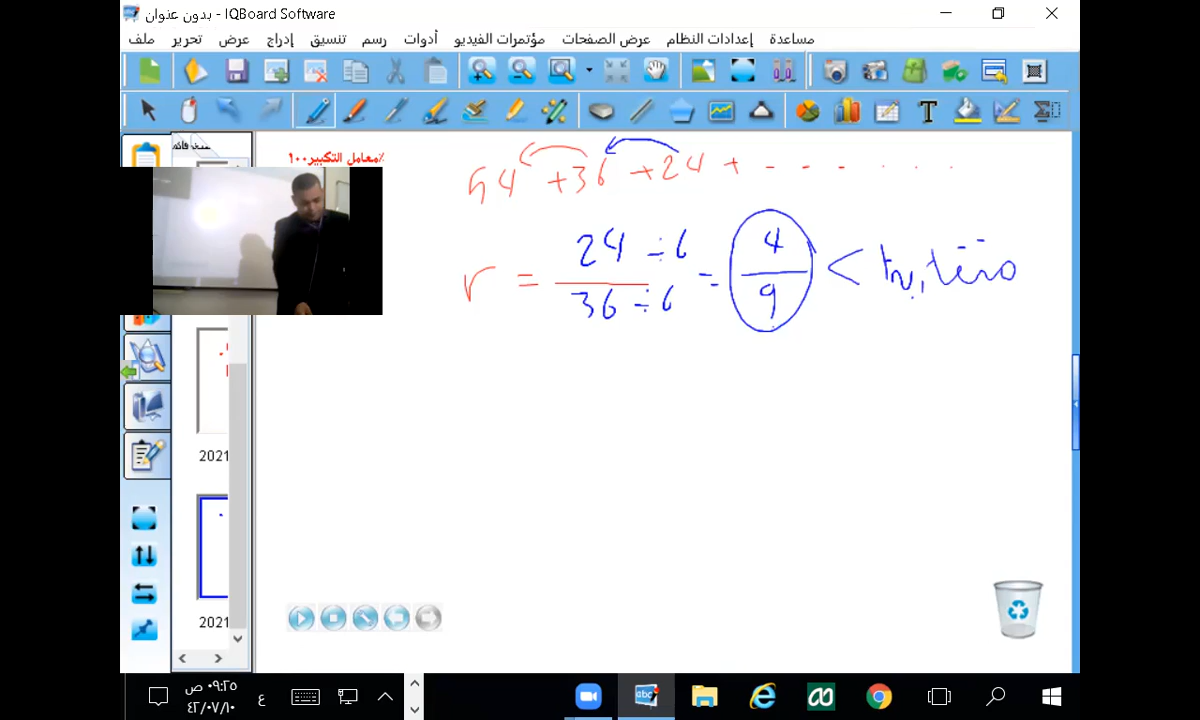 بدون عنوان - IQBoard Software
ملف تحرير عرض إدراج تنسيق رسم أدوات مؤتمرات الفيديو عرض الصفحات إعدادات النظام مساعدة
معامل التكبير١٠٠٪
54 + 36 + 24 + - - - . . .
r = 24 ÷ 6 / 36 ÷ 6 = 4 / 9 <
2021
2021
٠٩:٢٥ ص
٤٢/٠٧/١٠
ع
abc